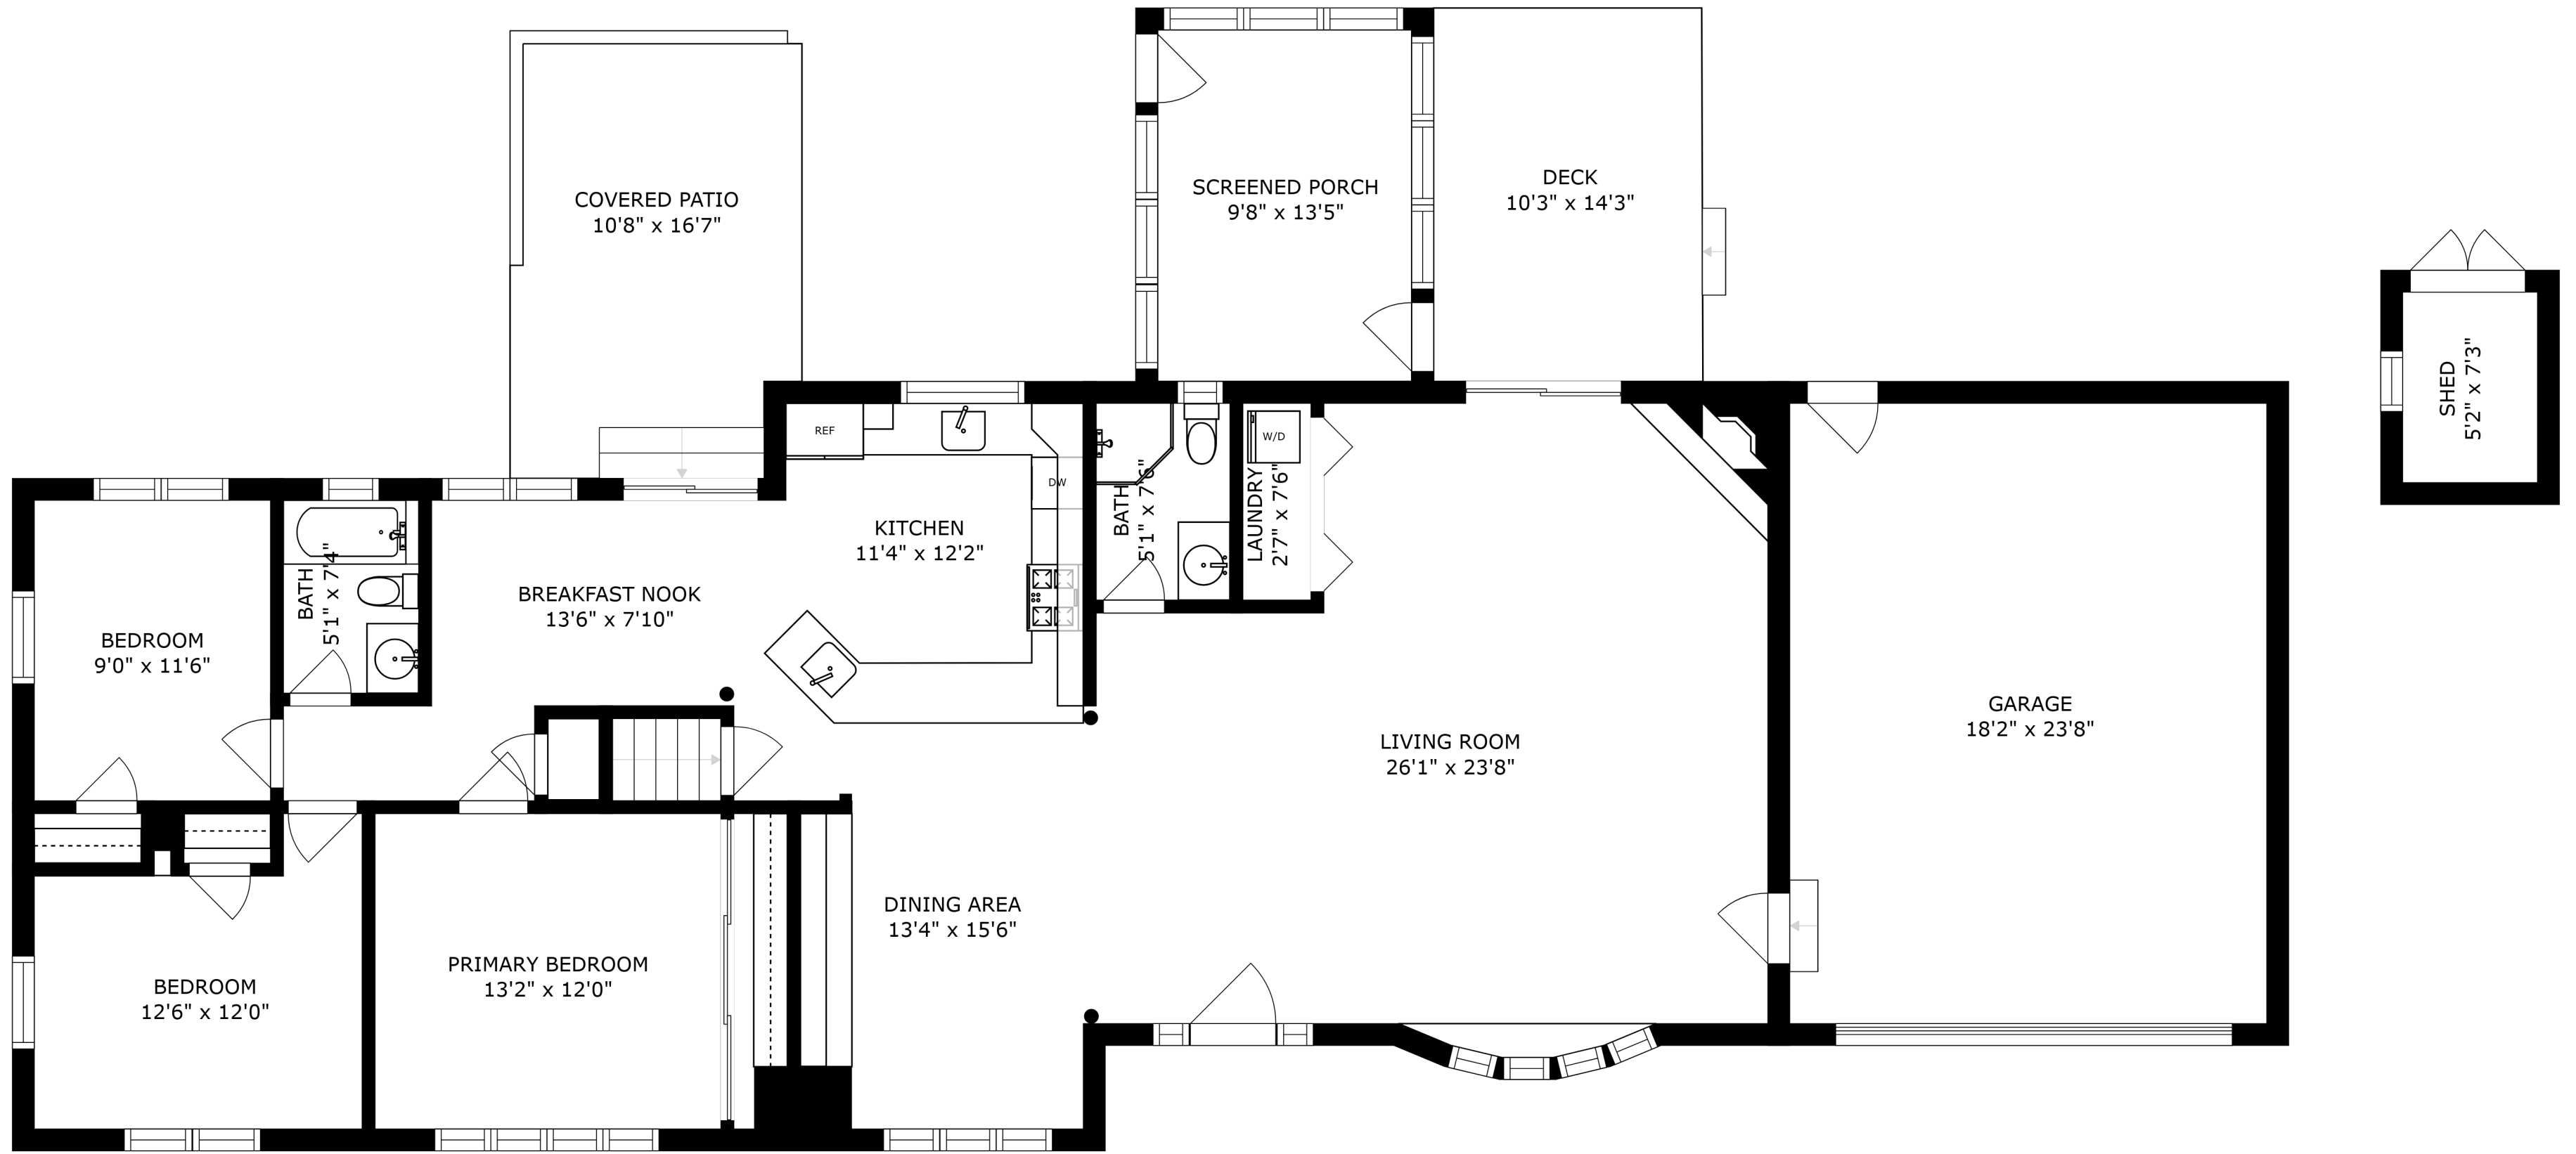 COVERED PATIO
10'8" x 16'7"
SCREENED PORCH
9'8" x 13'5"
DECK
10'3" x 14'3"
SHED
5'2" x 7'3"
REF
W/D
DW
KITCHEN
11'4" x 12'2"
BATH
5'1" x 7'6"
LAUNDRY
2'7" x 7'6"
BATH
5'1" x 7'4"
BREAKFAST NOOK
13'6" x 7'10"
BEDROOM
9'0" x 11'6"
GARAGE
18'2" x 23'8"
LIVING ROOM
26'1" x 23'8"
DINING AREA
13'4" x 15'6"
PRIMARY BEDROOM
13'2" x 12'0"
BEDROOM
12'6" x 12'0"